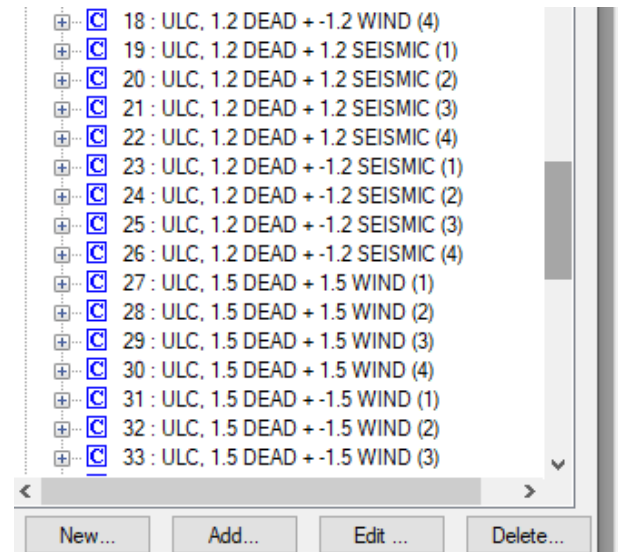 C 18 : ULC, 1.2 DEAD + -1.2 WIND (4)
C 19 : ULC, 1.2 DEAD + 1.2 SEISMIC (1)
C 20 : ULC, 1.2 DEAD + 1.2 SEISMIC (2)
C 21 : ULC, 1.2 DEAD + 1.2 SEISMIC (3)
C 22 : ULC, 1.2 DEAD + 1.2 SEISMIC (4)
C 23 : ULC, 1.2 DEAD + -1.2 SEISMIC (1)
C 24 : ULC, 1.2 DEAD + -1.2 SEISMIC (2)
C 25 : ULC, 1.2 DEAD + -1.2 SEISMIC (3)
C 26 : ULC, 1.2 DEAD + -1.2 SEISMIC (4)
C 27 : ULC, 1.5 DEAD + 1.5 WIND (1)
C 28 : ULC, 1.5 DEAD + 1.5 WIND (2)
C 29 : ULC, 1.5 DEAD + 1.5 WIND (3)
C 30 : ULC, 1.5 DEAD + 1.5 WIND (4)
C 31 : ULC, 1.5 DEAD + -1.5 WIND (1)
C 32 : ULC, 1.5 DEAD + -1.5 WIND (2)
C 33 : ULC, 1.5 DEAD + -1.5 WIND (3)
New... Add... Edit ... Delete...